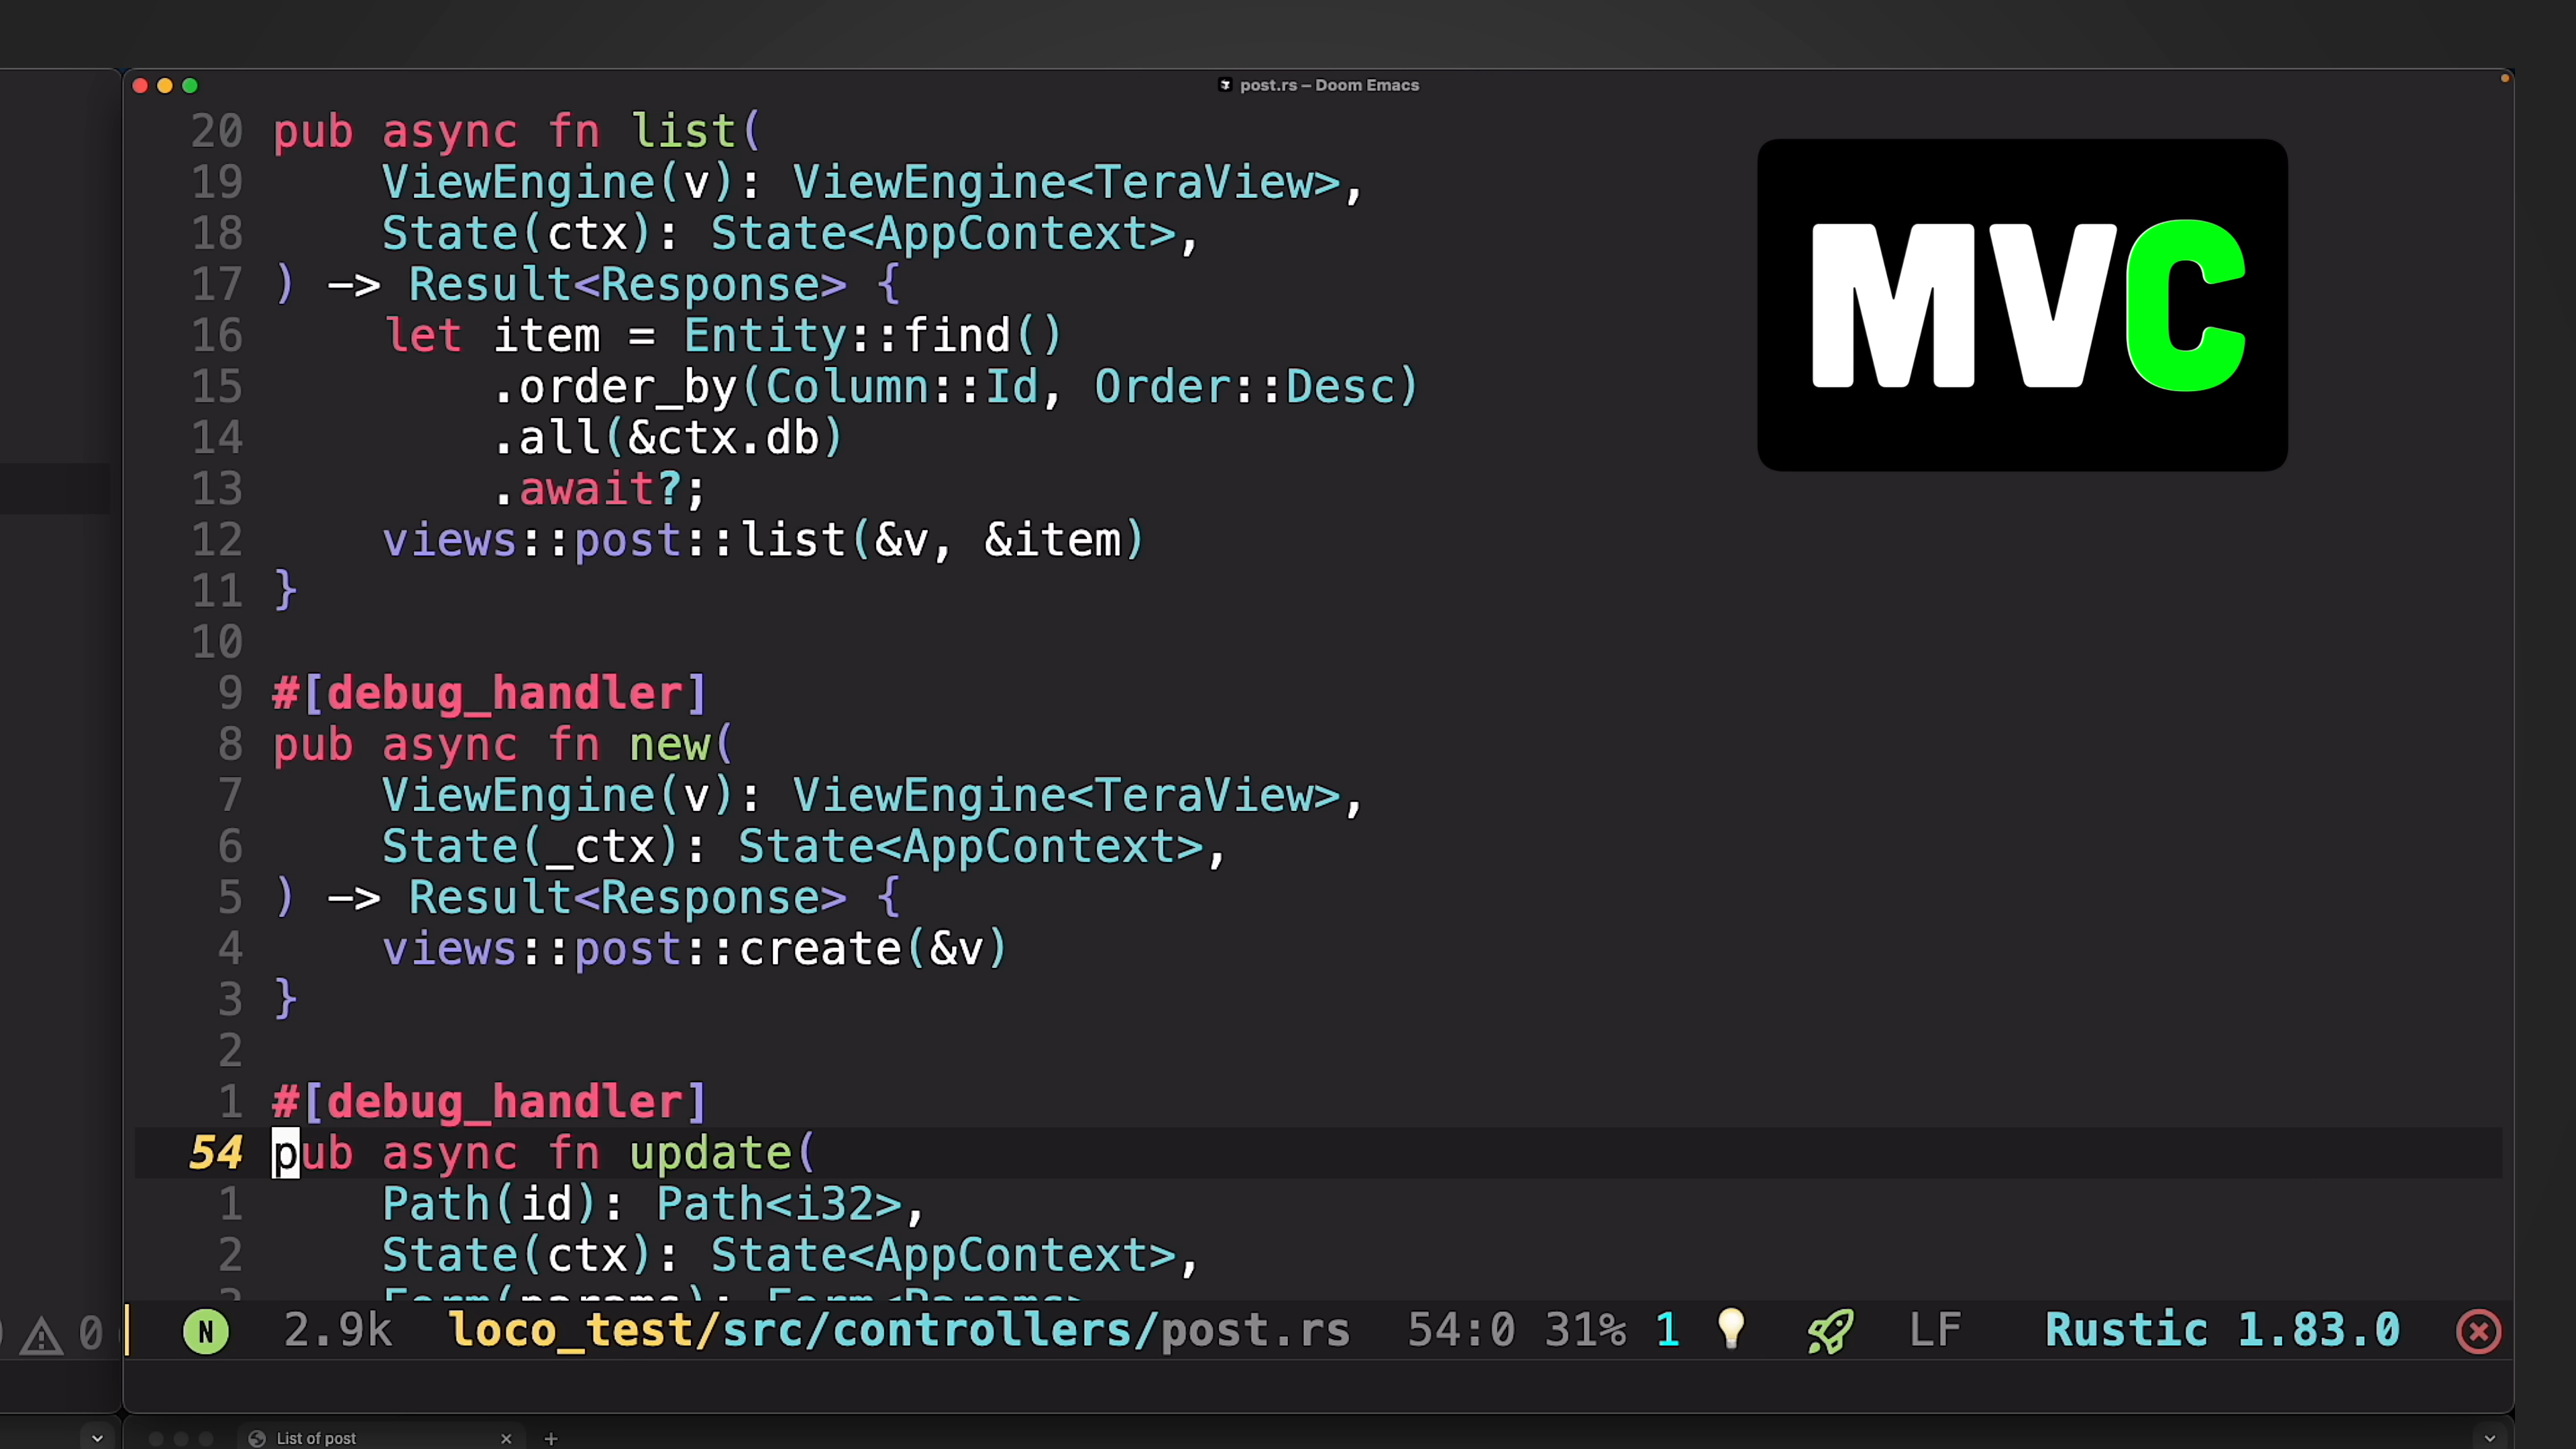 post.rs – Doom Emacs
20 pub async fn list(
19     ViewEngine(v): ViewEngine<TeraView>,
18     State(ctx): State<AppContext>,
17 ) -> Result<Response> {
16     let item = Entity::find()
15         .order_by(Column::Id, Order::Desc)
14         .all(&ctx.db)
13         .await?;
12     views::post::list(&v, &item)
11 }
10
9 #[debug_handler]
8 pub async fn new(
7     ViewEngine(v): ViewEngine<TeraView>,
6     State(_ctx): State<AppContext>,
5 ) -> Result<Response> {
4     views::post::create(&v)
3 }
2
1 #[debug_handler]
54 pub async fn update(
1     Path(id): Path<i32>,
2     State(ctx): State<AppContext>,
3     Form(params): Form<Params>,
MVC
0
N 2.9k loco_test/src/controllers/post.rs 54:0 31% 1 LF Rustic 1.83.0
List of post